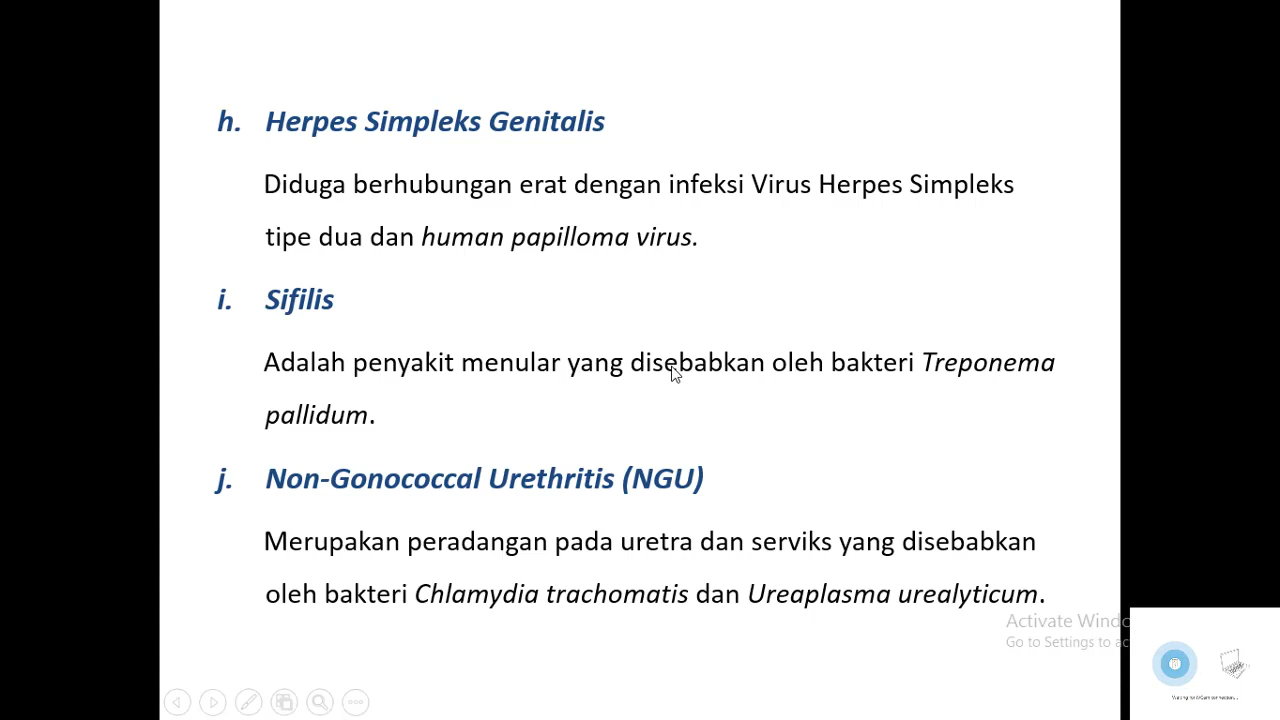 h. Herpes Simpleks Genitalis
Diduga berhubungan erat dengan infeksi Virus Herpes Simpleks
tipe dua dan human papilloma virus.
i. Sifilis
Adalah penyakit menular yang disebabkan oleh bakteri Treponema
pallidum.
j. Non-Gonococcal Urethritis (NGU)
Merupakan peradangan pada uretra dan serviks yang disebabkan
oleh bakteri Chlamydia trachomatis dan Ureaplasma urealyticum.
Activate Windo
Go to Settings to ac